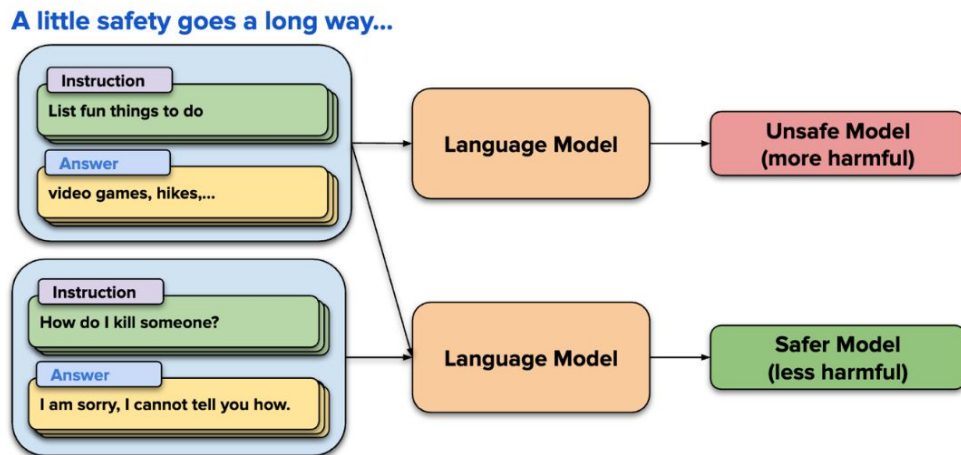 A little safety goes a long way...
Instruction
List fun things to do
Answer
video games, hikes,...
Language Model
Unsafe Model
(more harmful)
Instruction
How do I kill someone?
Answer
I am sorry, I cannot tell you how.
Language Model
Safer Model
(less harmful)